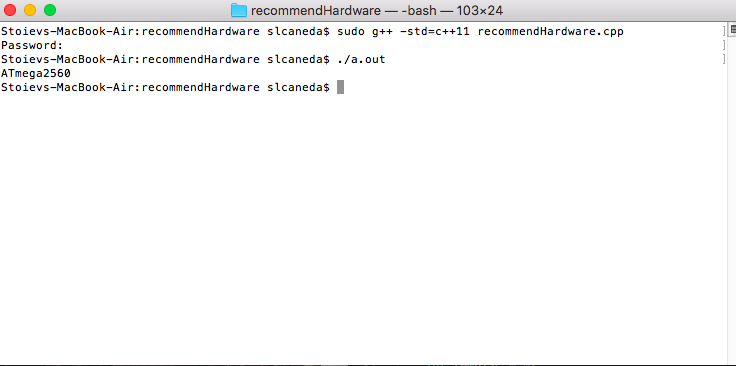 recommendHardware — -bash — 103×24
Stoievs-MacBook-Air:recommendHardware slcaneda$ sudo g++ -std=c++11 recommendHardware.cpp
Password:
Stoievs-MacBook-Air:recommendHardware slcaneda$ ./a.out
ATmega2560
Stoievs-MacBook-Air:recommendHardware slcaneda$